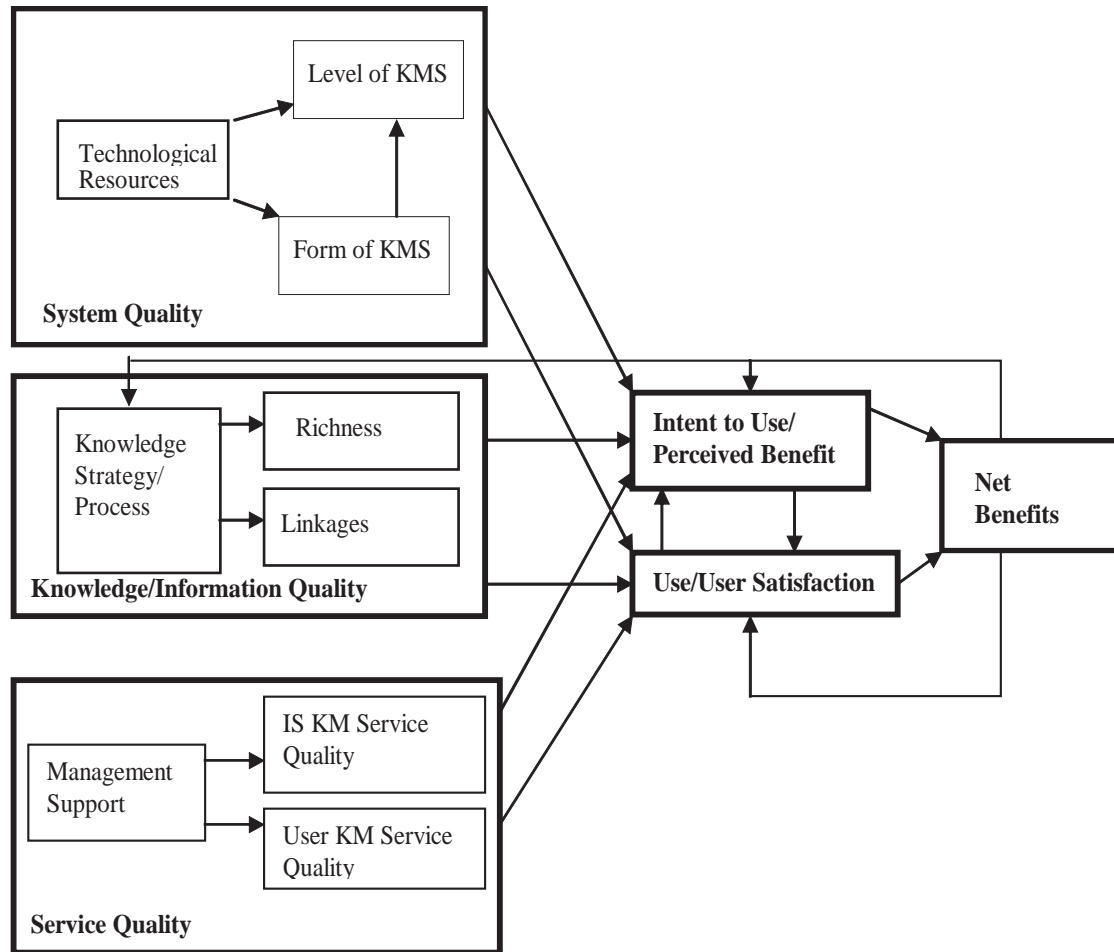 Level of KMS
Technological
Resources
Form of KMS
System Quality
Knowledge
Strategy/
Process
Richness
Linkages
Knowledge/Information Quality
Intent to Use/
Perceived Benefit
Use/User Satisfaction
Net
Benefits
Management
Support
IS KM Service
Quality
User KM Service
Quality
Service Quality